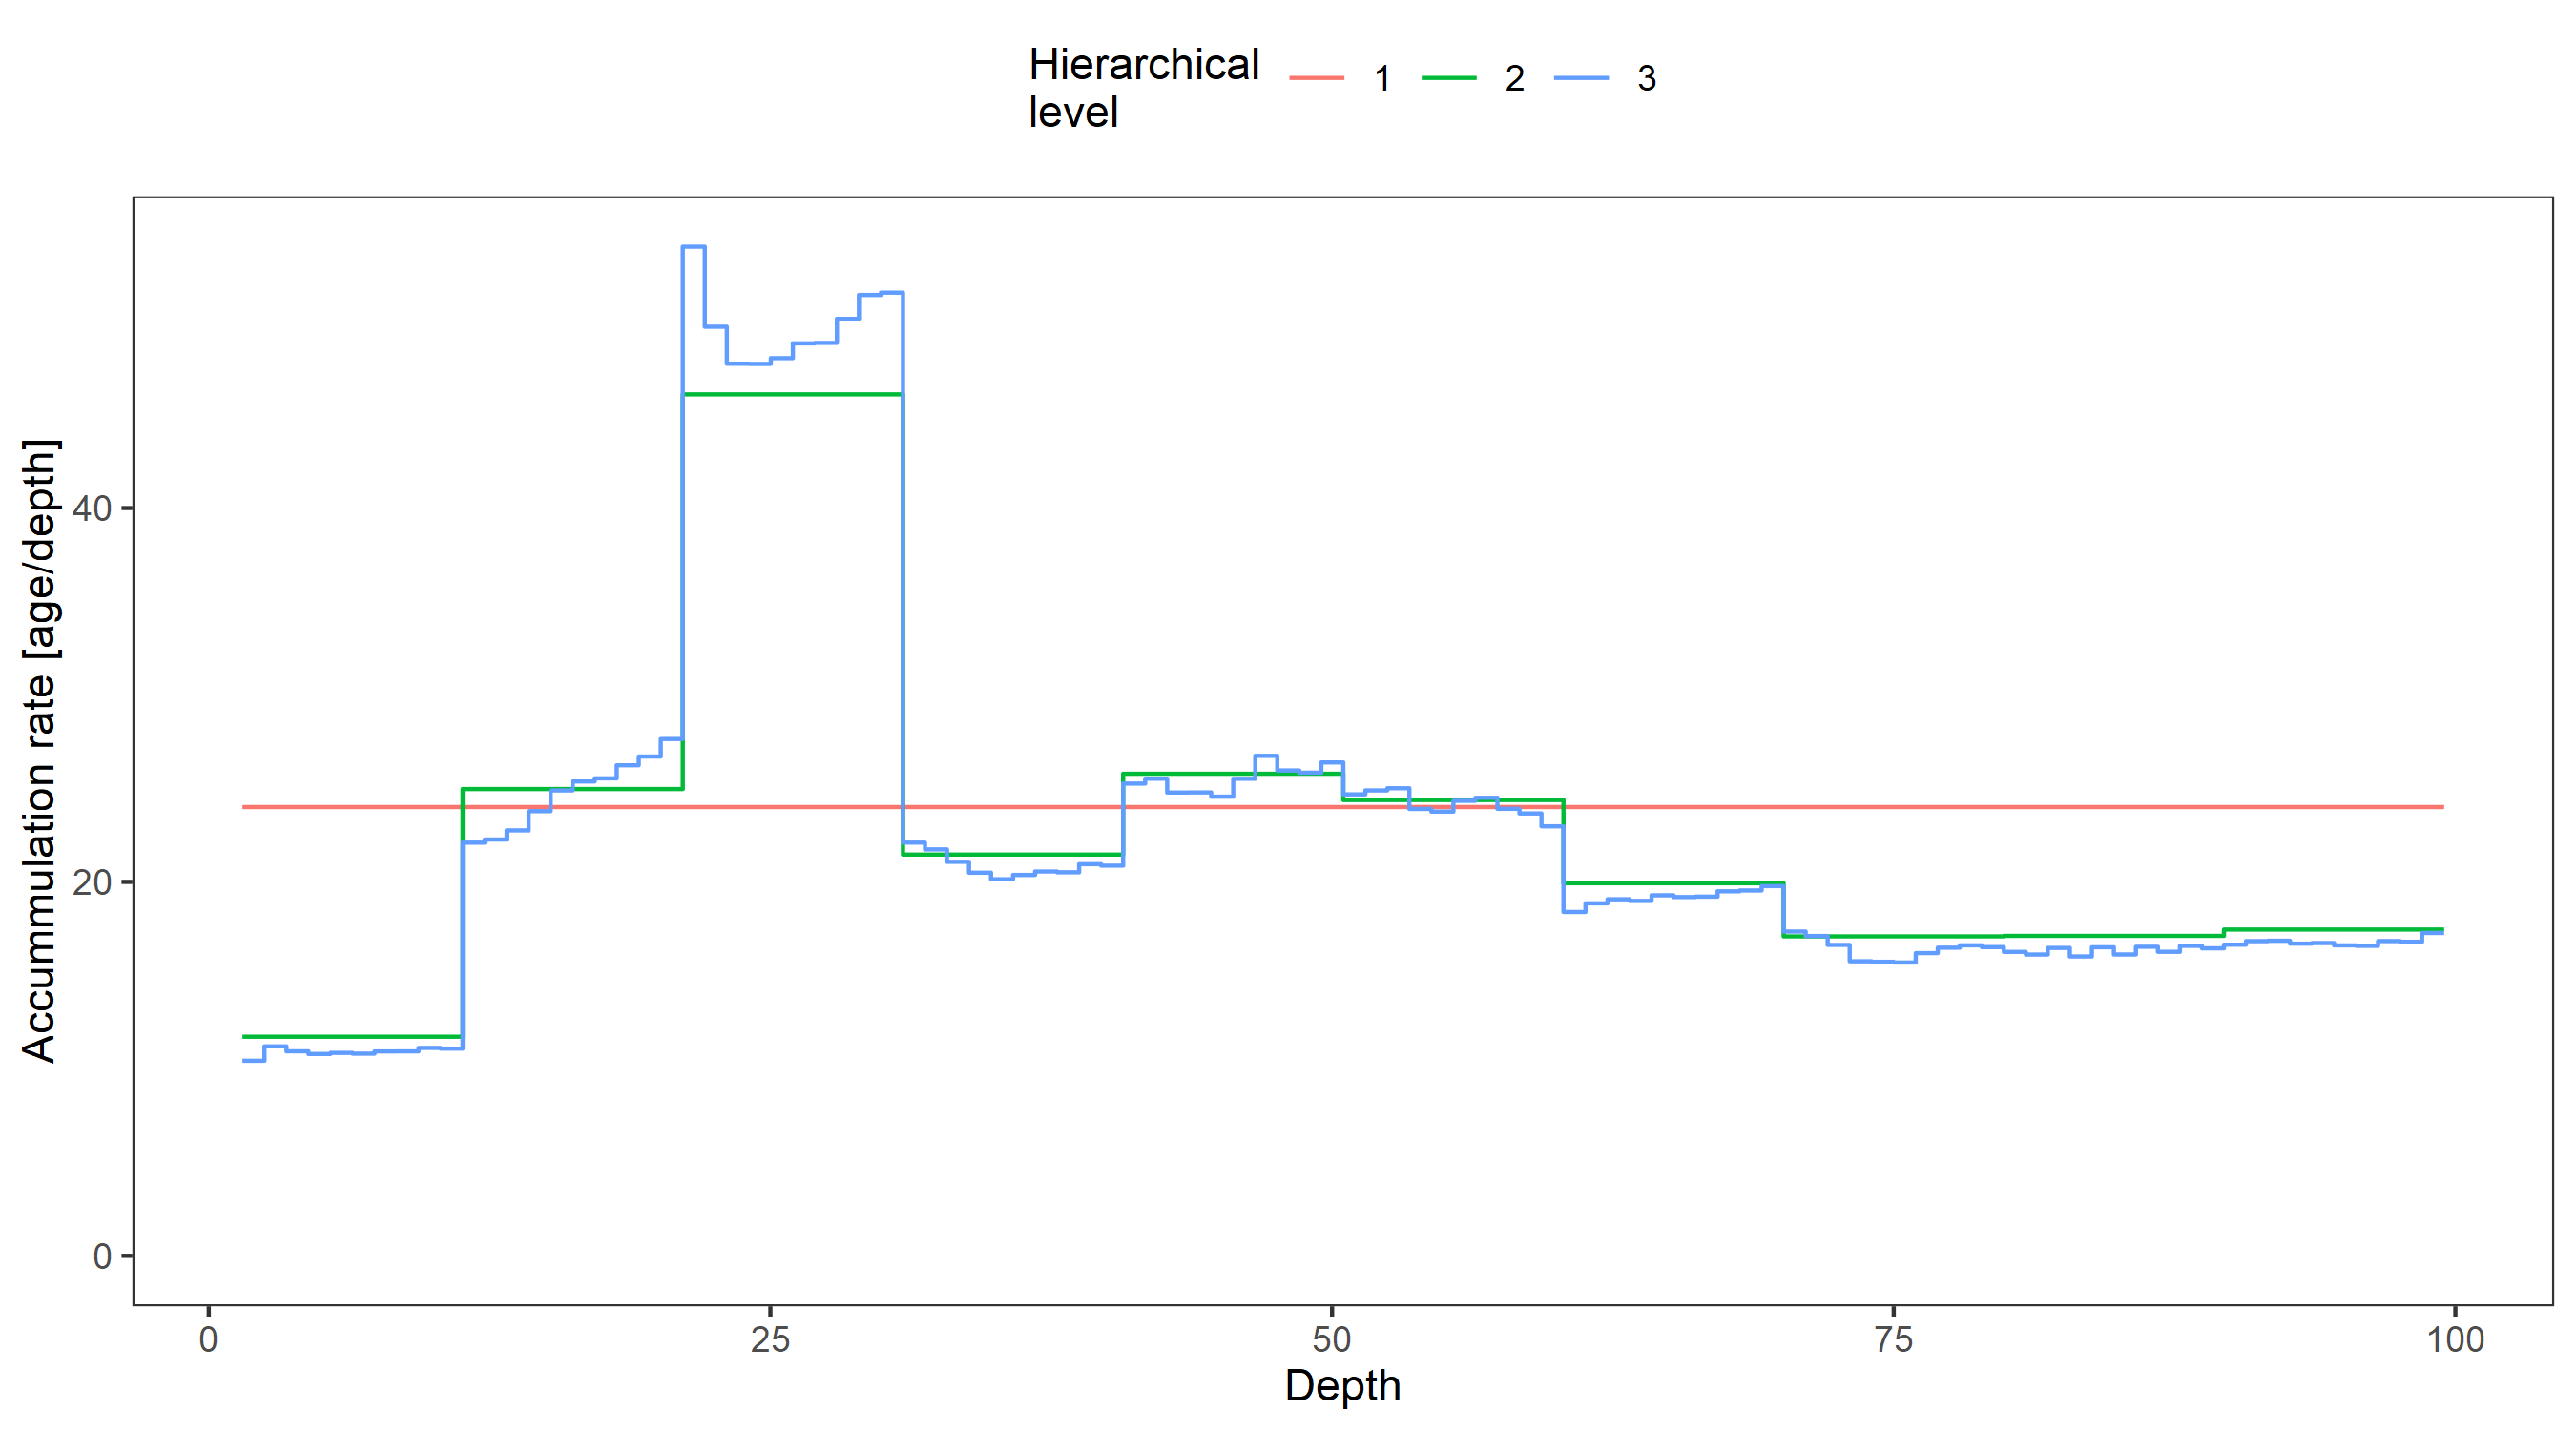 Hierarchical
level
1 2 3
Accummulation rate [age/depth]
40
20
0
0 25 50 75 100
Depth